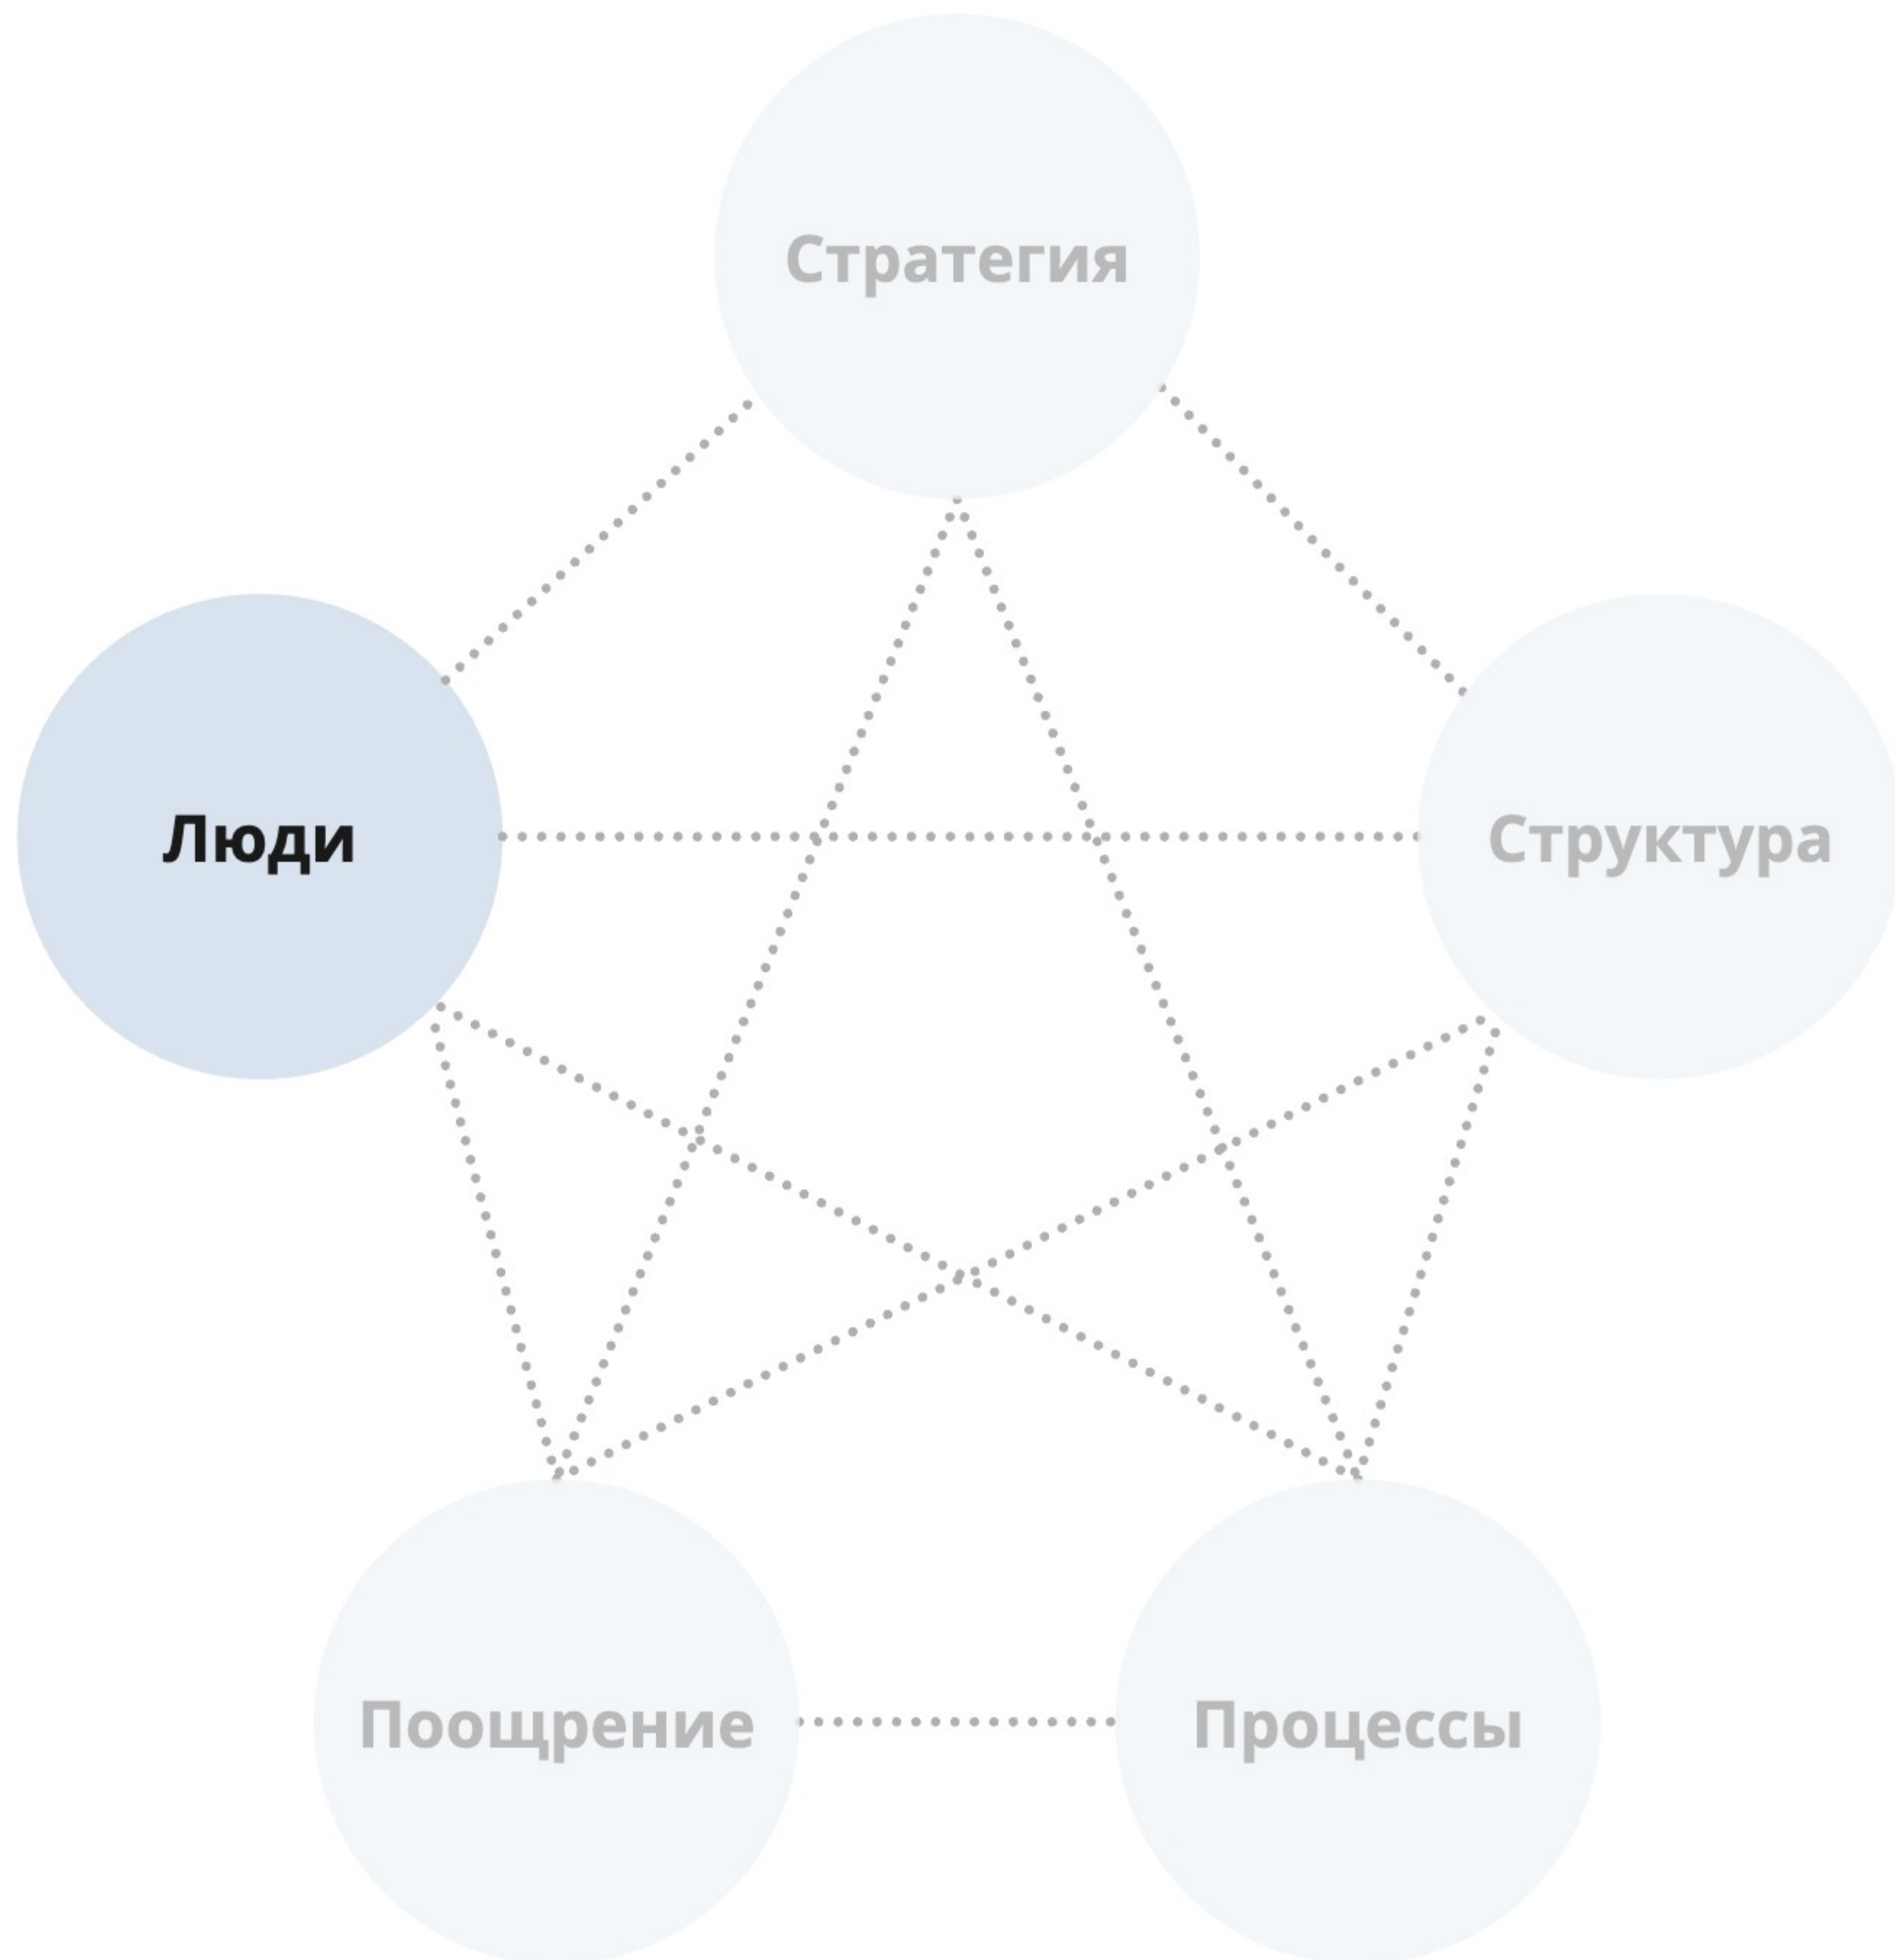 Стратегия
Люди
Структура
Поощрение
Процессы